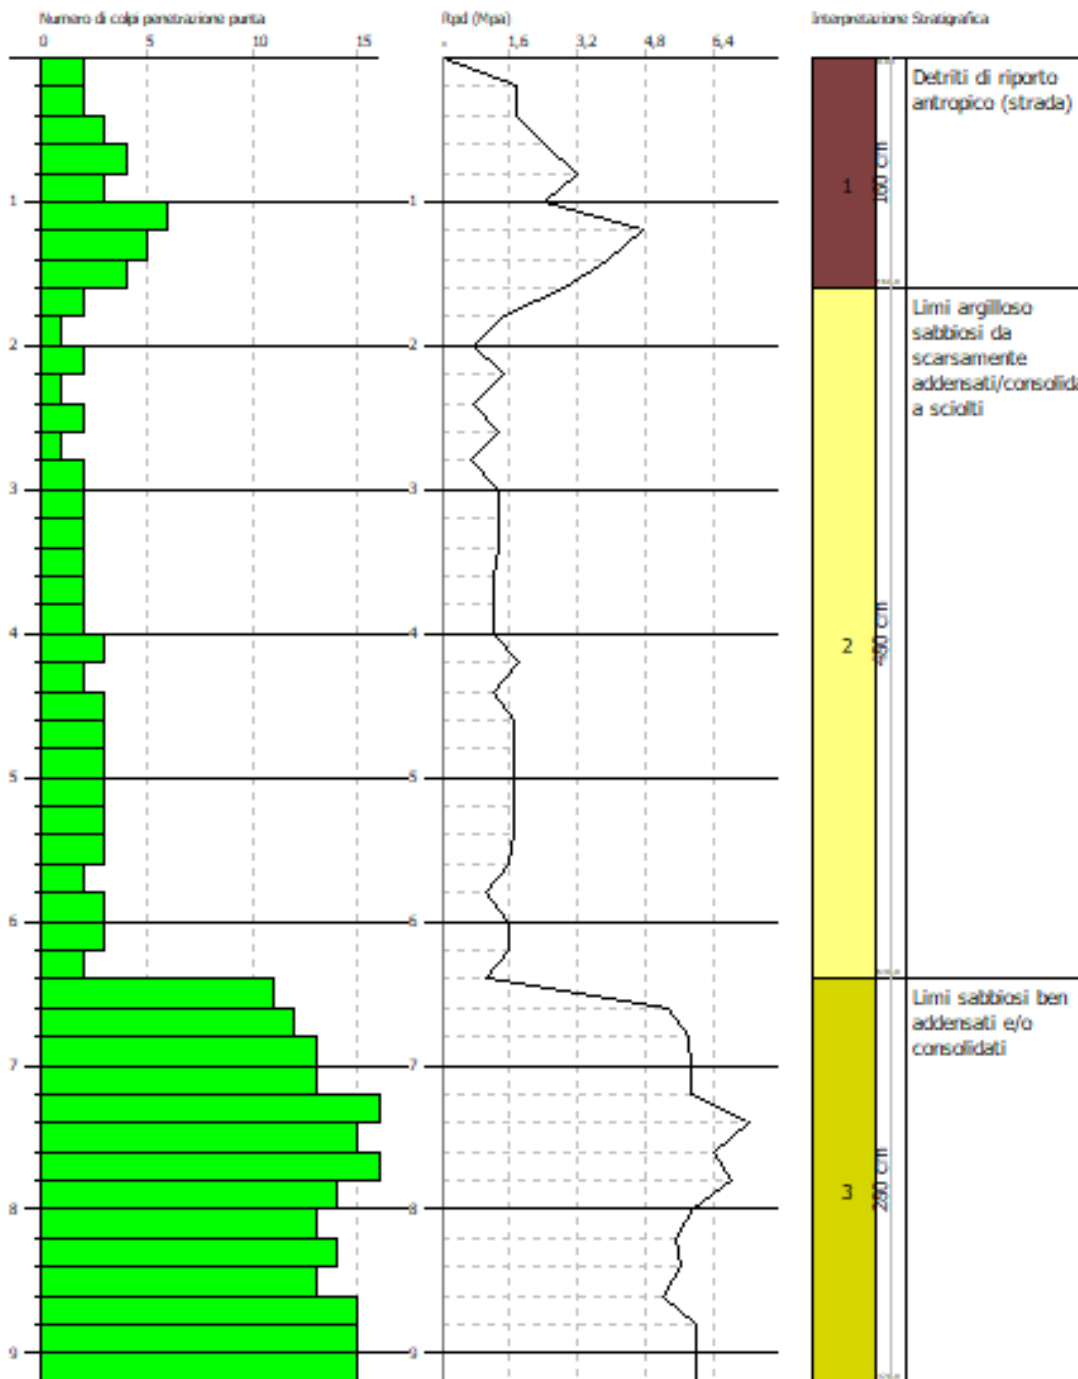 Numero di colpi penetrazione punta
Rpd (Mpa)
Interpretazione Stratigrafica
0 5 10 15
1,6 3,2 4,8 6,4
Detriti di riporto
antropico (strada)
1
160 cm
1 1
Limi argilloso
sabbiosi da
scarsamente
addensati/consolida
a sciolti
2 2
3 3
4 4
2
480 cm
5 5
6 6
Limi sabbiosi ben
addensati e/o
consolidati
7 7
3
280 cm
8 8
9 9